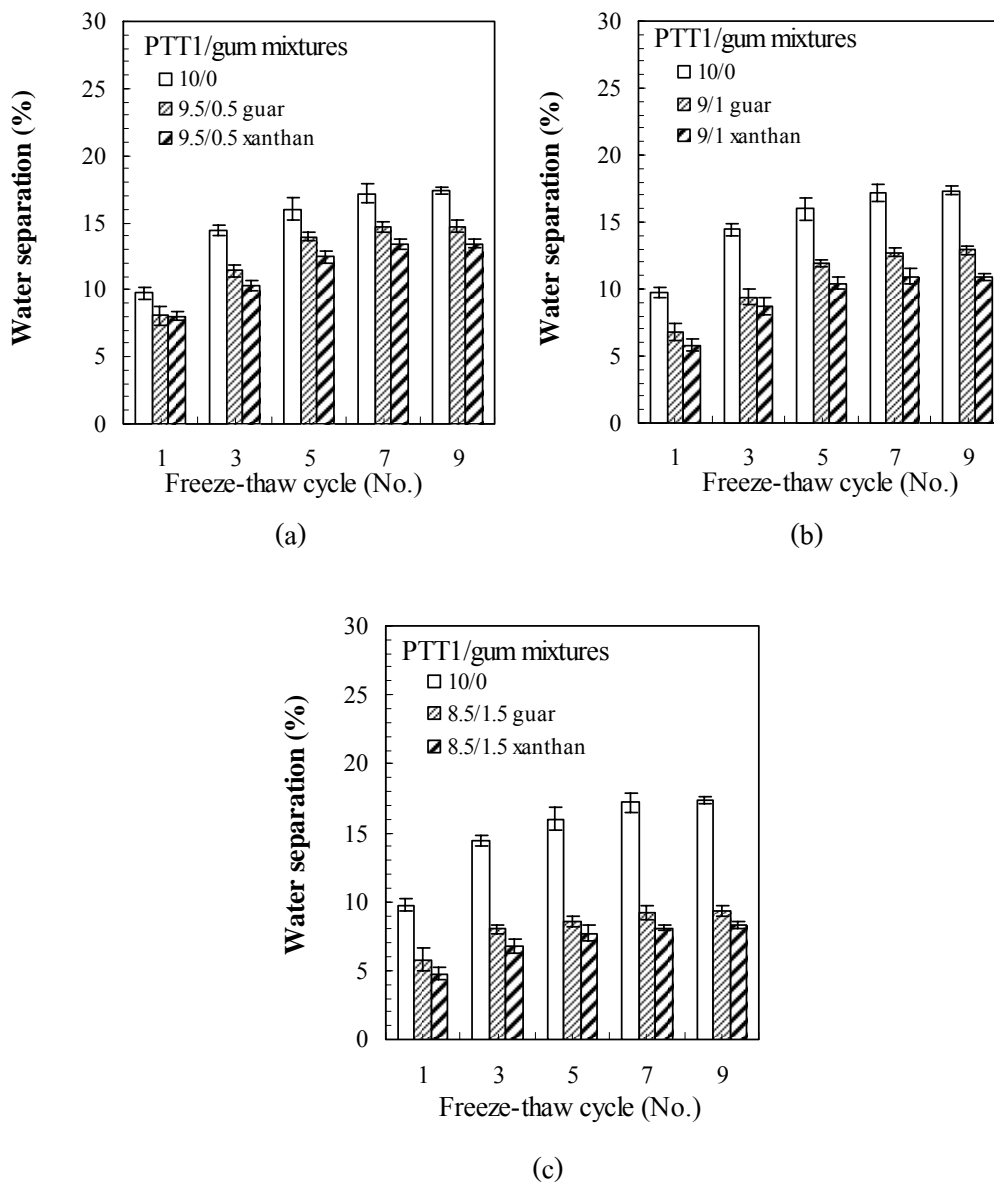 PTT1/gum mixtures
10/0
9.5/0.5 guar
9.5/0.5 xanthan
Water separation (%)
30
25
20
15
10
5
0
1 3 5 7 9
Freeze-thaw cycle (No.)
(a)
PTT1/gum mixtures
10/0
9/1 guar
9/1 xanthan
Water separation (%)
30
25
20
15
10
5
0
1 3 5 7 9
Freeze-thaw cycle (No.)
(b)
PTT1/gum mixtures
10/0
8.5/1.5 guar
8.5/1.5 xanthan
Water separation (%)
30
25
20
15
10
5
0
1 3 5 7 9
Freeze-thaw cycle (No.)
(c)